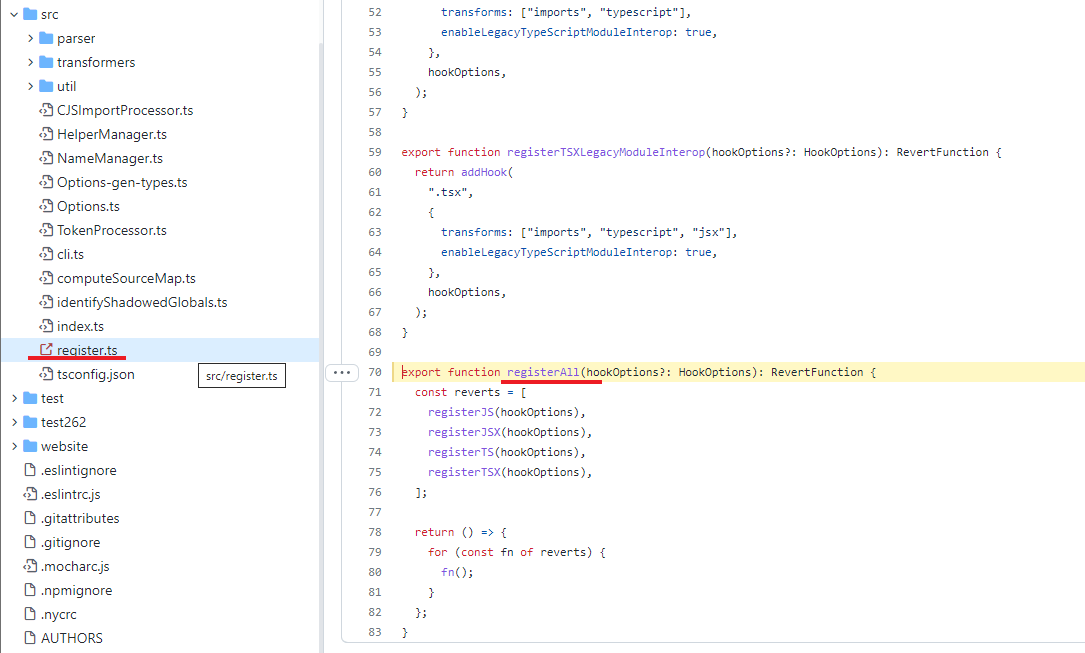 src
parser
transformers
util
CJSImportProcessor.ts
HelperManager.ts
NameManager.ts
Options-gen-types.ts
Options.ts
TokenProcessor.ts
cli.ts
computeSourceMap.ts
identifyShadowedGlobals.ts
index.ts
register.ts
src/register.ts
tsconfig.json
test
test262
website
.eslintignore
.eslintrc.js
.gitattributes
.gitignore
.mocharc.js
.npmignore
.nycrc
AUTHORS
52 transforms: ["imports", "typescript"],
53 enableLegacyTypeScriptModuleInterop: true,
54 },
55 hookOptions,
56 );
57 }
58
59 export function registerTSXLegacyModuleInterop(hookOptions?: HookOptions): RevertFunction {
60 return addHook(
61 ".tsx",
62 {
63 transforms: ["imports", "typescript", "jsx"],
64 enableLegacyTypeScriptModuleInterop: true,
65 },
66 hookOptions,
67 );
68 }
69
70 export function registerAll(hookOptions?: HookOptions): RevertFunction {
71 const reverts = [
72 registerJS(hookOptions),
73 registerJSX(hookOptions),
74 registerTS(hookOptions),
75 registerTSX(hookOptions),
76 ];
77
78 return () => {
79 for (const fn of reverts) {
80 fn();
81 }
82 };
83 }